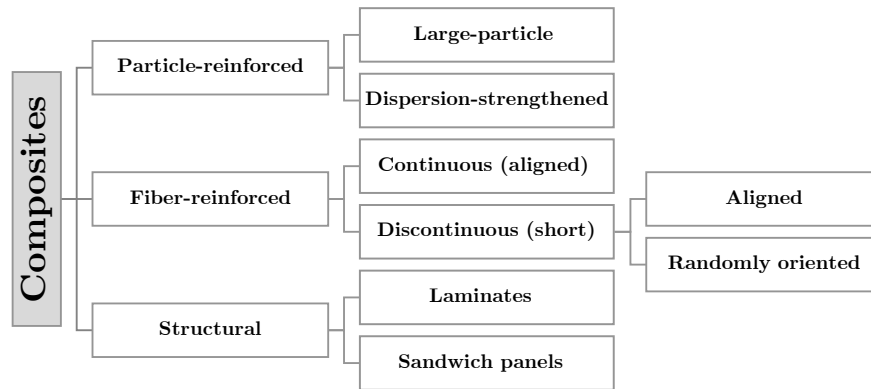 Composites
Particle-reinforced
Large-particle
Dispersion-strengthened
Fiber-reinforced
Continuous (aligned)
Discontinuous (short)
Aligned
Randomly oriented
Structural
Laminates
Sandwich panels